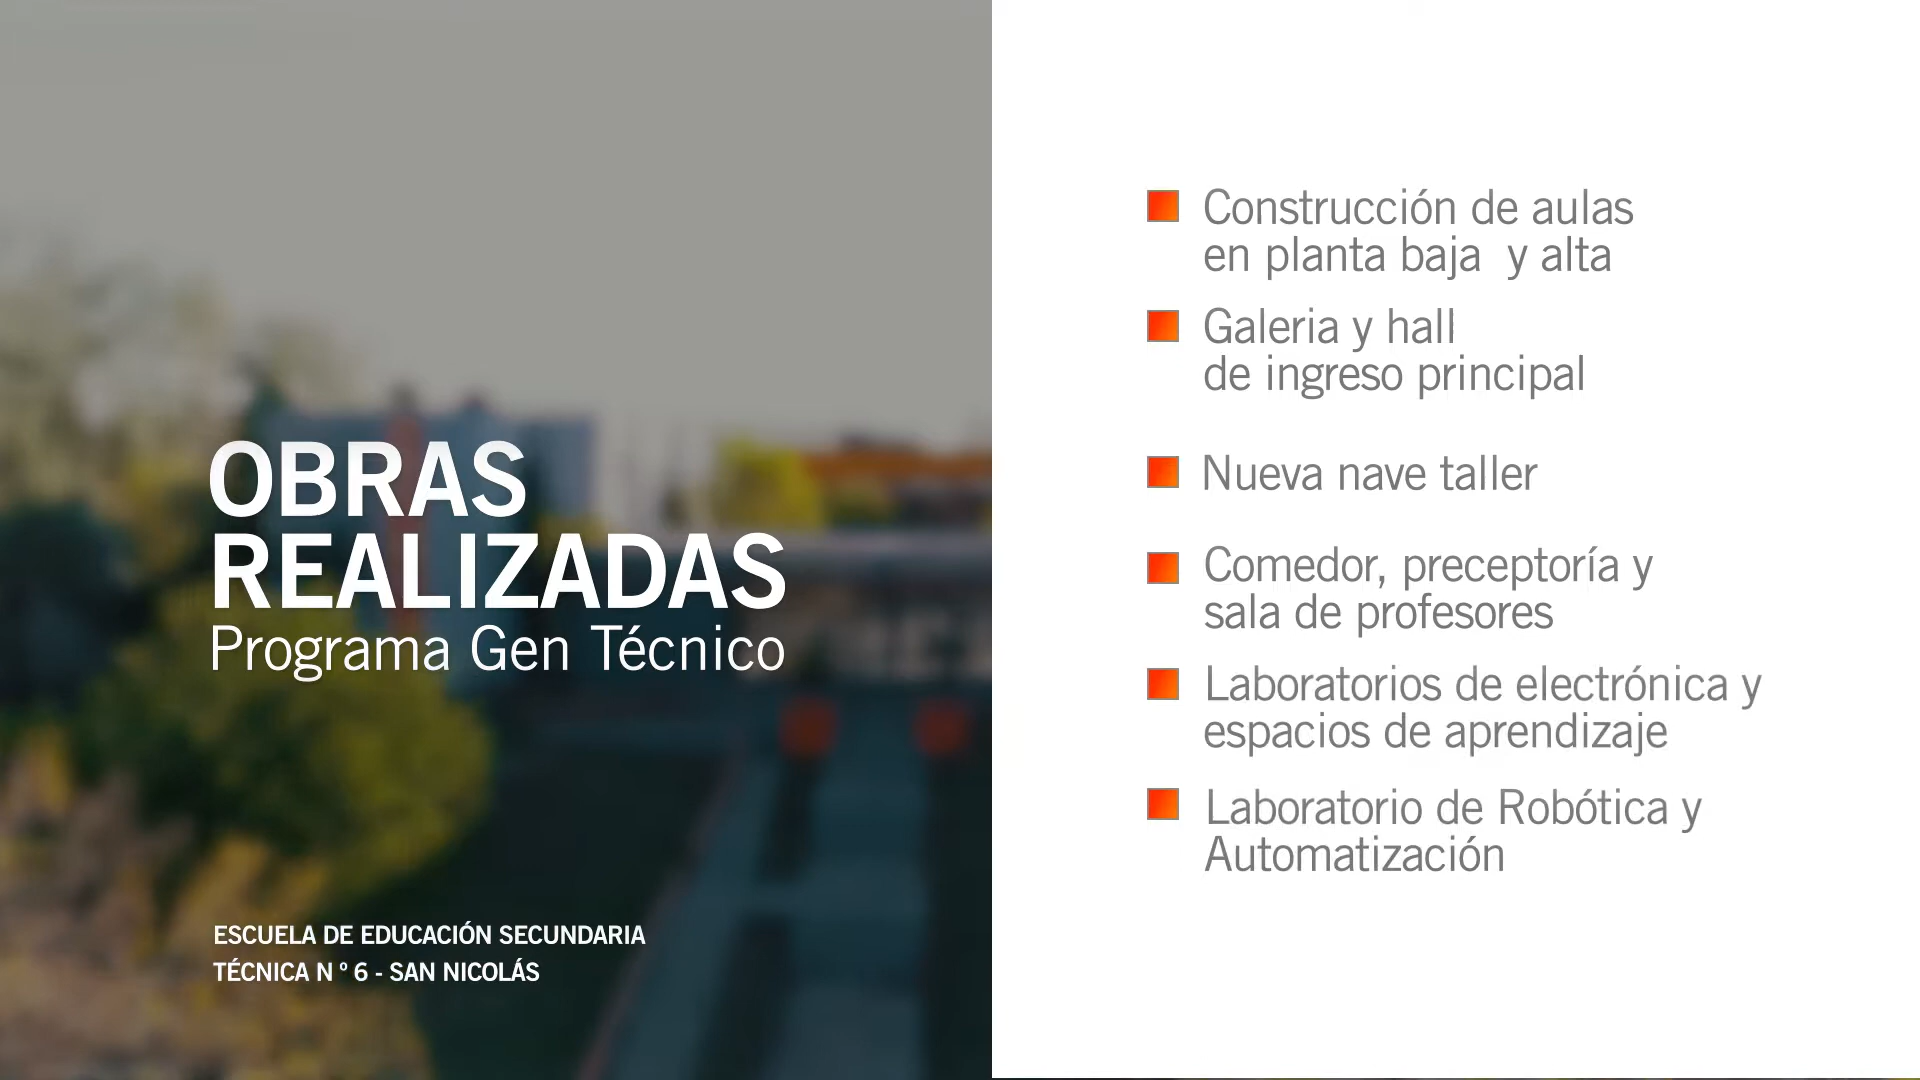 OBRAS
REALIZADAS
Programa Gen Técnico
ESCUELA DE EDUCACIÓN SECUNDARIA
TÉCNICA N º 6 - SAN NICOLÁS
Construcción de aulas
en planta baja  y alta
Galeria y hall
de ingreso principal
Nueva nave taller
Comedor, preceptoría y
sala de profesores
Laboratorios de electrónica y
espacios de aprendizaje
Laboratorio de Robótica y
Automatización